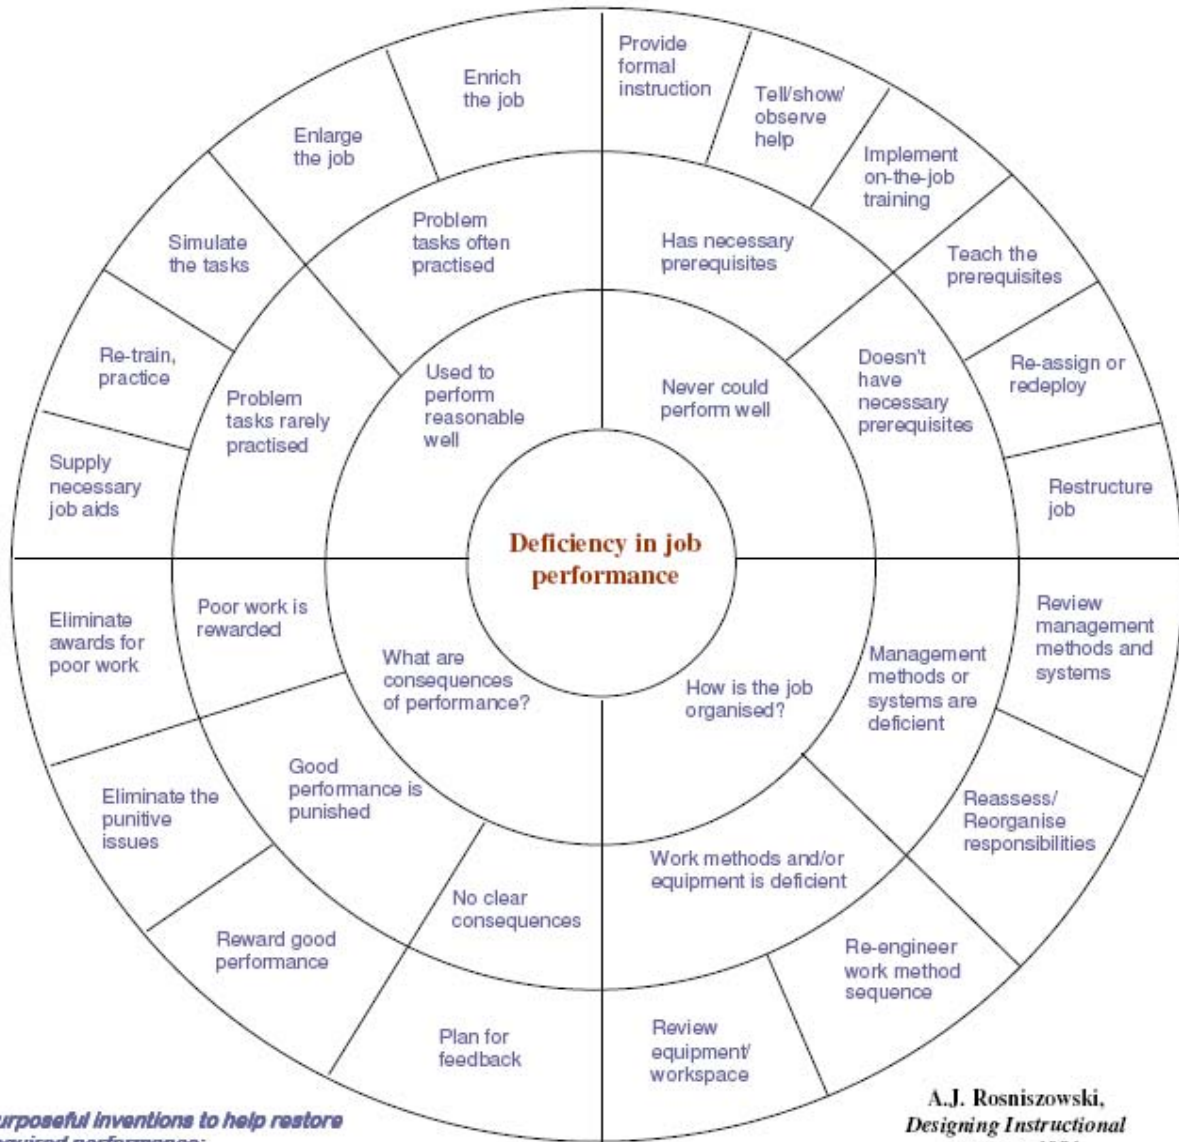 Enrich
the job
Provide
formal
instruction
Tell/show/
observe
help
Implement
on-the-job
training
Teach the
prerequisites
Re-assign or
redeploy
Restructure
job
Enlarge
the job
Simulate
the tasks
Re-train,
practice
Supply
necessary
job aids
Problem
tasks often
practised
Has necessary
prerequisites
Doesn't
have
necessary
prerequisites
Problem
tasks rarely
practised
Used to
perform
reasonable
well
Never could
perform well
Deficiency in job
performance
What are
consequences
of performance?
How is the job
organised?
Poor work is
rewarded
Good
performance is
punished
No clear
consequences
Work methods and/or
equipment is deficient
Management
methods or
systems are
deficient
Eliminate
awards for
poor work
Eliminate the
punitive
issues
Reward good
performance
Plan for
feedback
Review
equipment/
workspace
Re-engineer
work method
sequence
Reassess/
Reorganise
responsibilities
Review
management
methods and
systems
urposeful inventions to help restore
A.J. Rosniszowski,
Designing Instructional